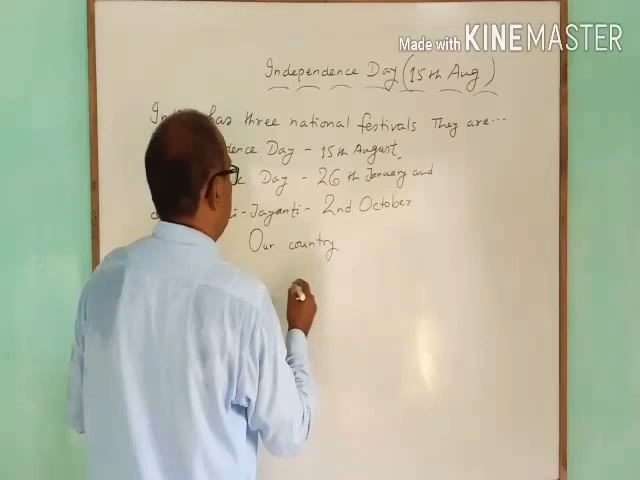 Made with KINEMASTER
Independence Day (15th Aug)
has three national festivals They are...
Day - 15th August,
Day - 26th January and
Jayanti - 2nd October
Our country